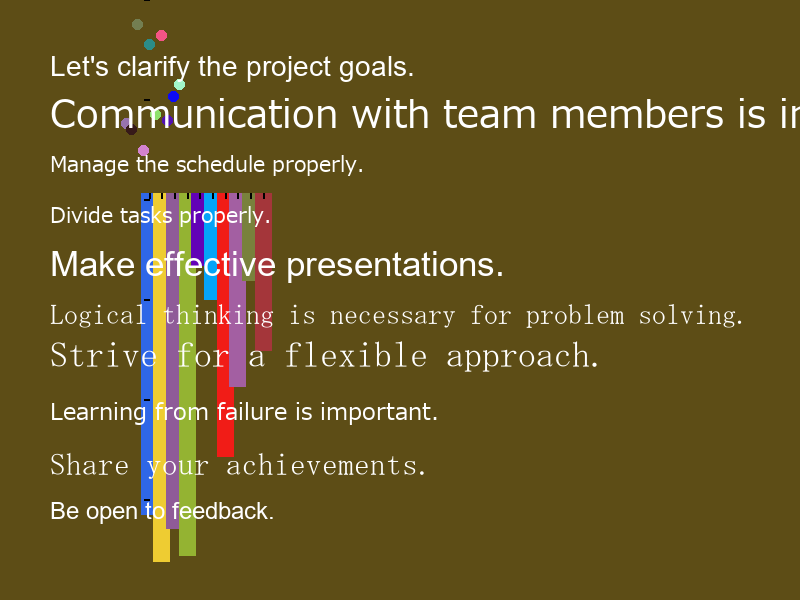 Let's clarify the project goals.
Communication with team members is
Manage the schedule properly.
Divide tasks properly.
Make effective presentations.
Logical thinking is necessary for problem solving.
Strive for a flexible approach.
Learning from failure is important.
Share your achievements.
Be open to feedback.